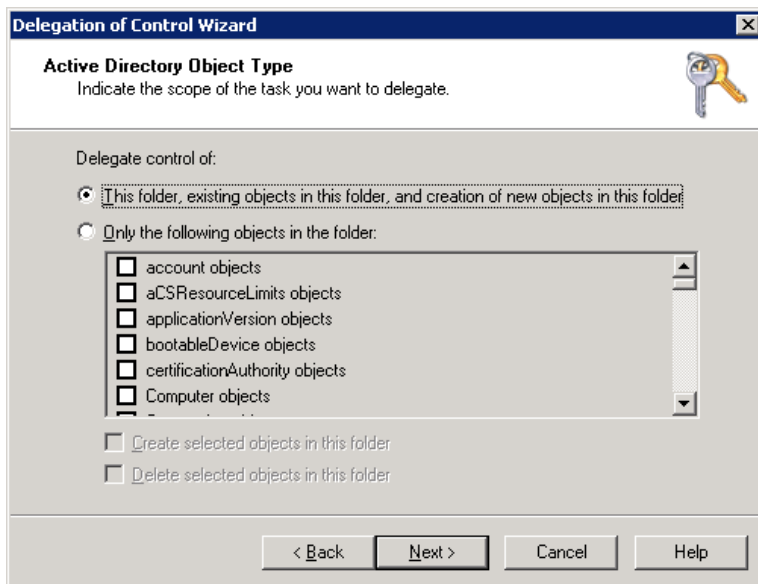 Delegation of Control Wizard
Active Directory Object Type
Indicate the scope of the task you want to delegate.
Delegate control of:
This folder, existing objects in this folder, and creation of new objects in this folder
Only the following objects in the folder:
account objects
aCSResourceLimits objects
applicationVersion objects
bootableDevice objects
certificationAuthority objects
Computer objects
Create selected objects in this folder
Delete selected objects in this folder
< Back Next > Cancel Help